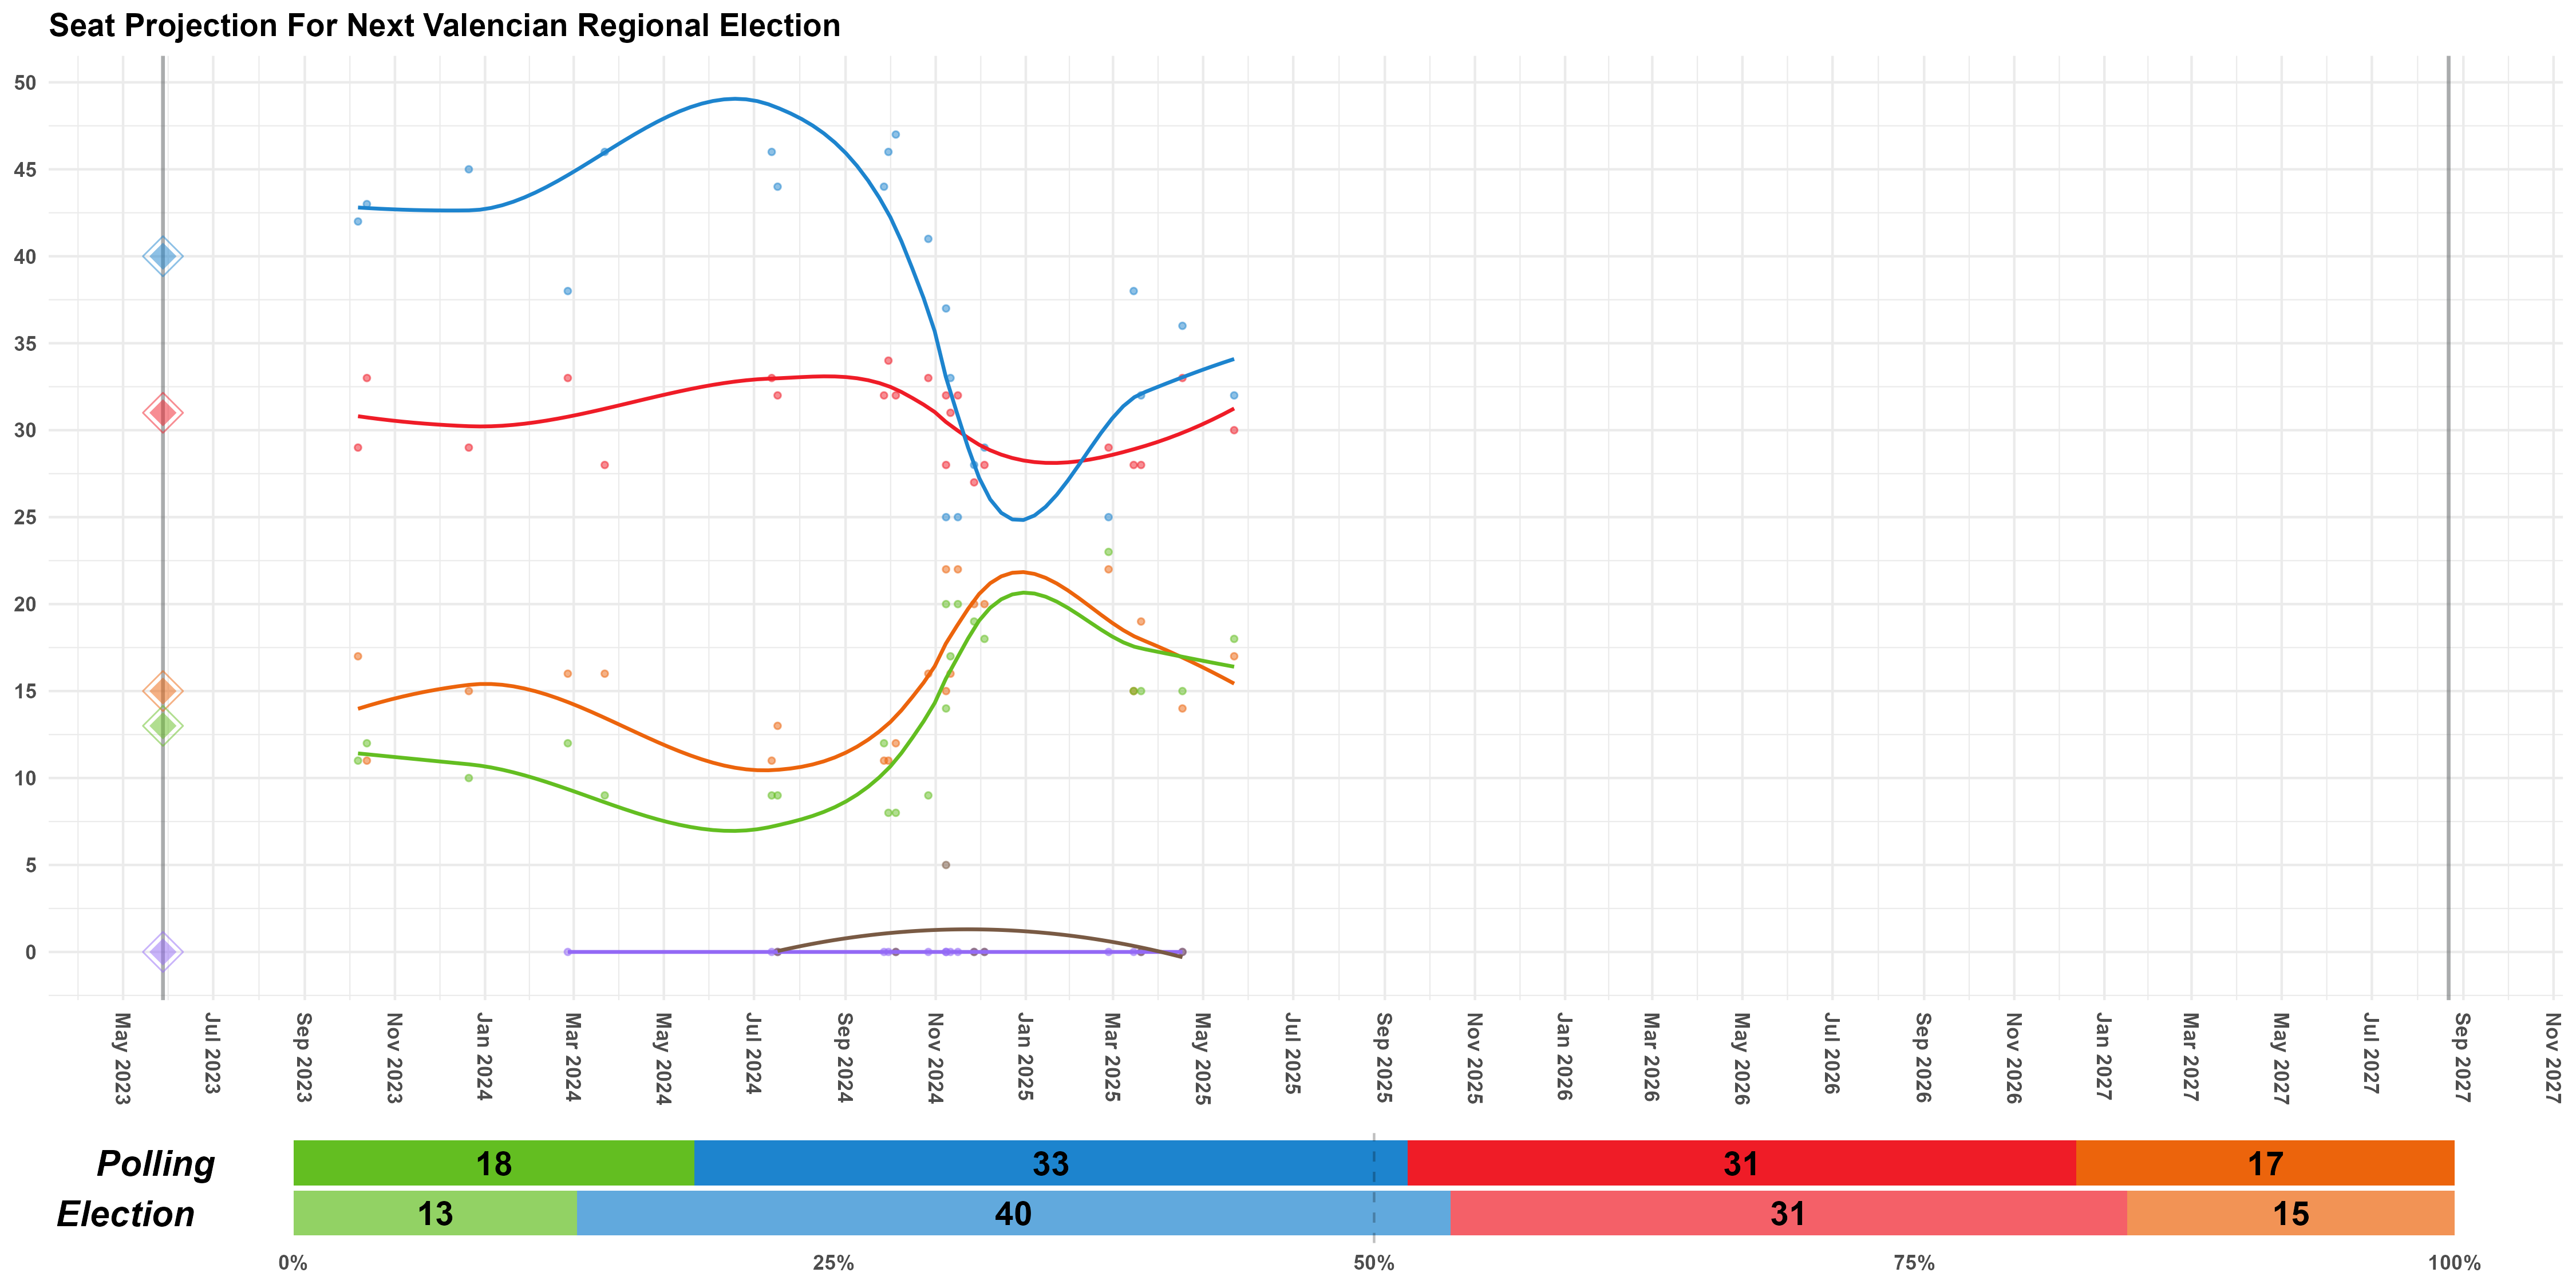 Seat Projection For Next Valencian Regional Election
50
45
40
35
30
25
20
15
10
5
0
May 2023
Jul 2023
Sep 2023
Nov 2023
Jan 2024
Mar 2024
May 2024
Jul 2024
Sep 2024
Nov 2024
Jan 2025
Mar 2025
May 2025
Jul 2025
Sep 2025
Nov 2025
Jan 2026
Mar 2026
May 2026
Jul 2026
Sep 2026
Nov 2026
Jan 2027
Mar 2027
May 2027
Jul 2027
Sep 2027
Nov 2027
Polling 18 33 31 17
Election 13 40 31 15
0% 25% 50% 75% 100%